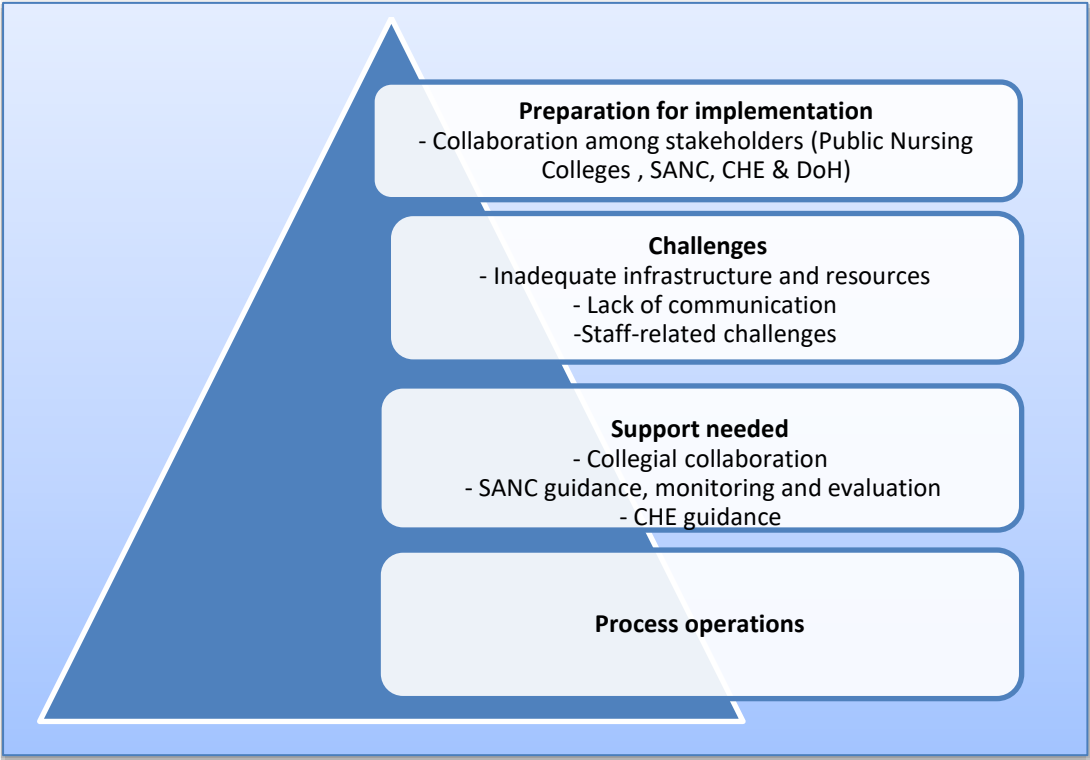 Preparation for implementation
- Collaboration among stakeholders (Public Nursing
Colleges , SANC, CHE & DoH)
Challenges
- Inadequate infrastructure and resources
- Lack of communication
-Staff-related challenges
Support needed
- Collegial collaboration
- SANC guidance, monitoring and evaluation
- CHE guidance
Process operations